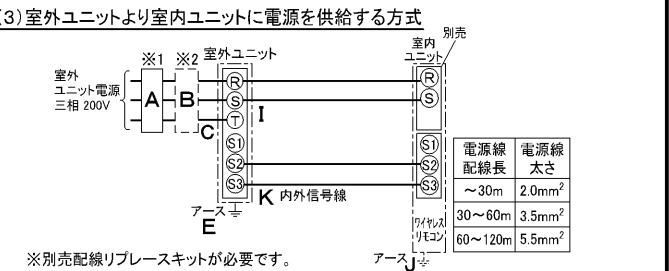 (3)室外ユニットより室内ユニットに電源を供給する方式
※1 ※2 室外ユニット
室内ユニット
別売
室外
ユニット電源
三相 200V
A
B
C
R
S
T
S1
S2
S3
I
R
S
S1
S2
S3
K 内外信号線
アース
E
ワイヤレス
リモコン
アース J
電源線配線長 電源線太さ
～30m 2.0mm²
30～60m 3.5mm²
60～120m 5.5mm²
※別売配線リプレースキットが必要です。